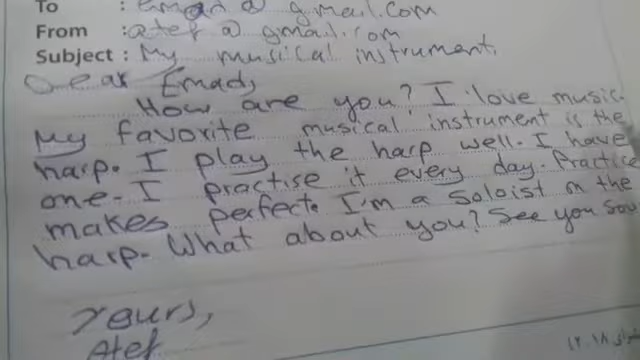 To : Emad @ gmail.com
From : atef @ gmail.com
Subject : My musical instrument.
Dear Emad,
How are you? I love music.
My favorite musical instrument is the
harp. I play the harp well. I have
one. I practise it every day. Practice
makes perfect. I'm a soloist on the
harp. What about you? See you
Yours,
Atef